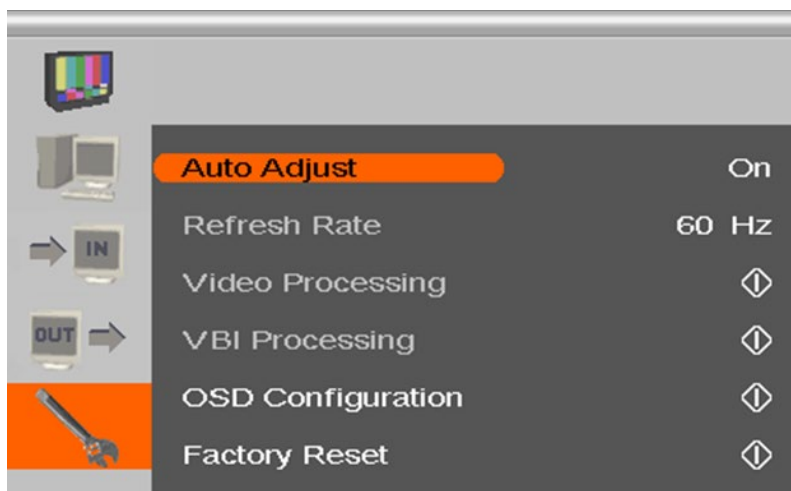 Auto Adjust On
Refresh Rate 60 Hz
IN
Video Processing
VBI Processing
OUT
OSD Configuration
Factory Reset